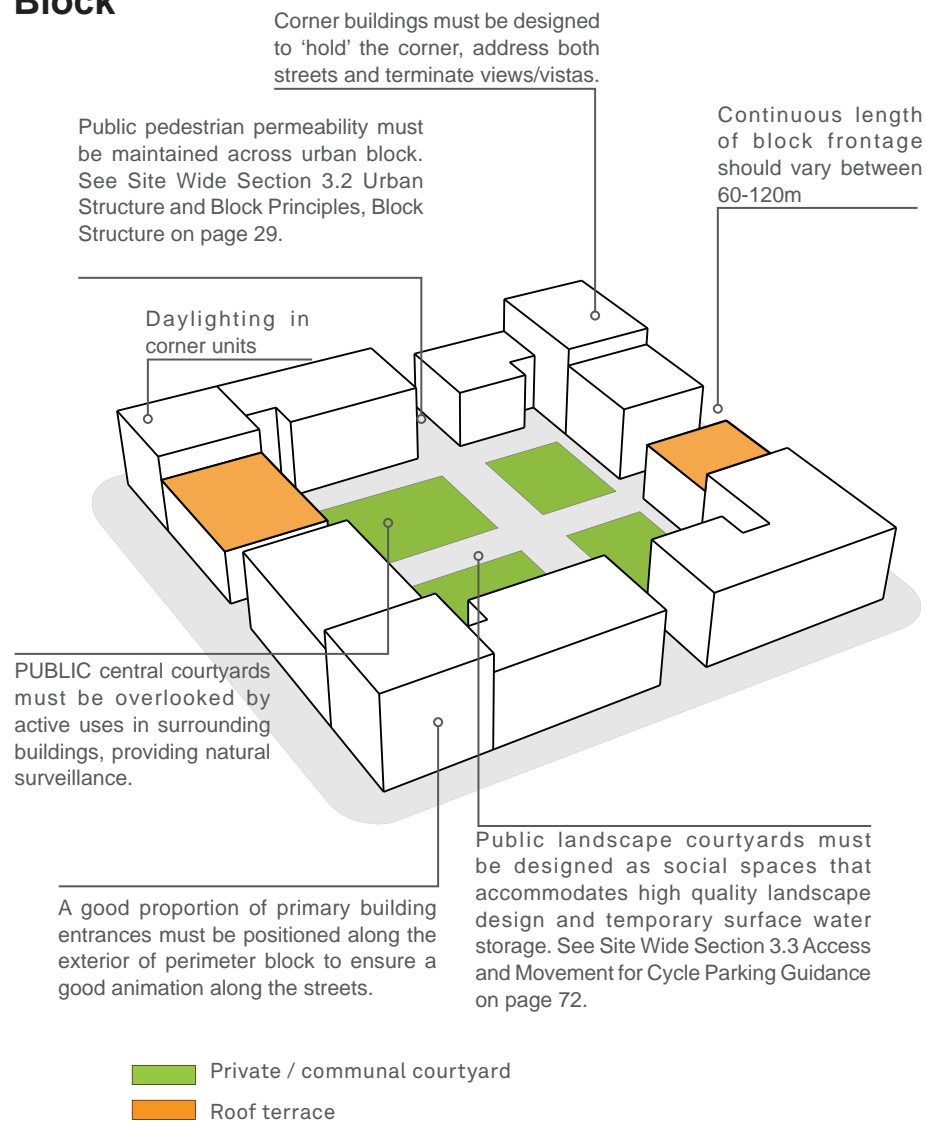 Block
Corner buildings must be designed
to ‘hold’ the corner, address both
streets and terminate views/vistas.
Continuous length
of block frontage
should vary between
60-120m
Public pedestrian permeability must
be maintained across urban block.
See Site Wide Section 3.2 Urban
Structure and Block Principles, Block
Structure on page 29.
Daylighting in
corner units
PUBLIC central courtyards
must be overlooked by
active uses in surrounding
buildings, providing natural
surveillance.
Public landscape courtyards must
be designed as social spaces that
accommodates high quality landscape
design and temporary surface water
storage. See Site Wide Section 3.3 Access
and Movement for Cycle Parking Guidance
on page 72.
A good proportion of primary building
entrances must be positioned along the
exterior of perimeter block to ensure a
good animation along the streets.
Private / communal courtyard
Roof terrace